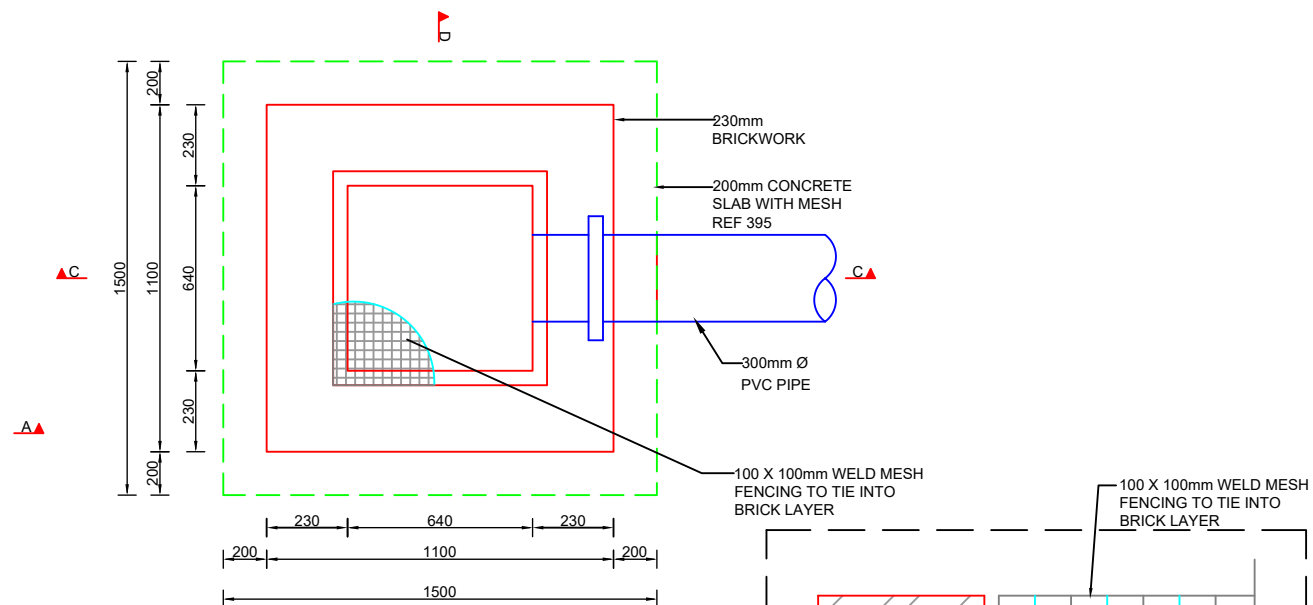 D
200
230
1500
1100
640
230
200
C
A
230mm
BRICKWORK
200mm CONCRETE
SLAB WITH MESH
REF 395
C
300mm Ø
PVC PIPE
100 X 100mm WELD MESH
FENCING TO TIE INTO
BRICK LAYER
100 X 100mm WELD MESH
FENCING TO TIE INTO
BRICK LAYER
230
640
230
200
1100
200
1500